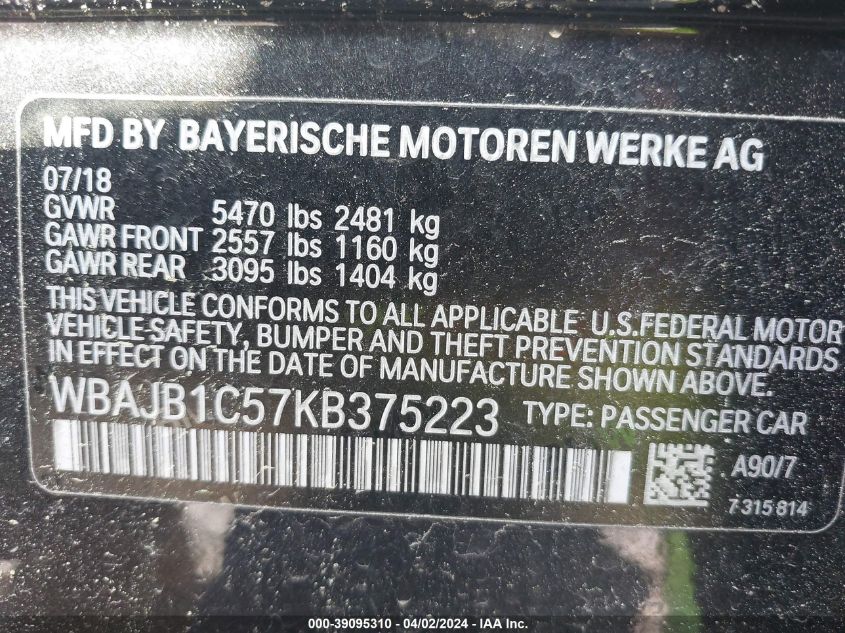 MFD BY BAYERISCHE MOTOREN WERKE AG
07/18
GVWR 5470 lbs 2481 kg
GAWR FRONT 2557 lbs 1160 kg
GAWR REAR 3095 lbs 1404 kg
THIS VEHICLE CONFORMS TO ALL APPLICABLE U.S.FEDERAL MOTOR
VEHICLE SAFETY, BUMPER AND THEFT PREVENTION STANDARDS
IN EFFECT ON THE DATE OF MANUFACTURE SHOWN ABOVE.
WBAJB1C57KB375223 TYPE: PASSENGER CAR
A90/7
7 315 814
000-39095310 / 04/02/2024 / IAA Inc.